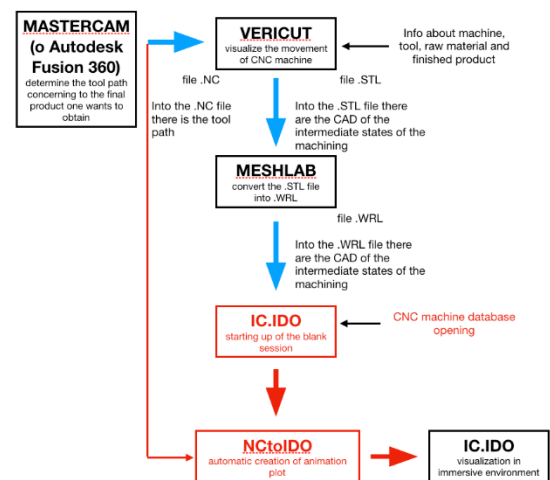 MASTERCAM
(o Autodesk
Fusion 360)
determine the tool path
concerning to the final
product one wants to
obtain
VERICUT
visualize the movement
of CNC machine
Info about machine,
tool, raw material and
finished product
file .NC
file .STL
Into the .NC file
there is the tool
path
Into the .STL file there
are the CAD of the
intermediate states of the
machining
MESHLAB
convert the .STL file
into .WRL
file .WRL
Into the .WRL file there
are the CAD of the
intermediate states of the
machining
IC.IDO
starting up of the blank
session
CNC machine database
opening
NCtoIDO
automatic creation of animation
plot
IC.IDO
visualization in
immersive environment